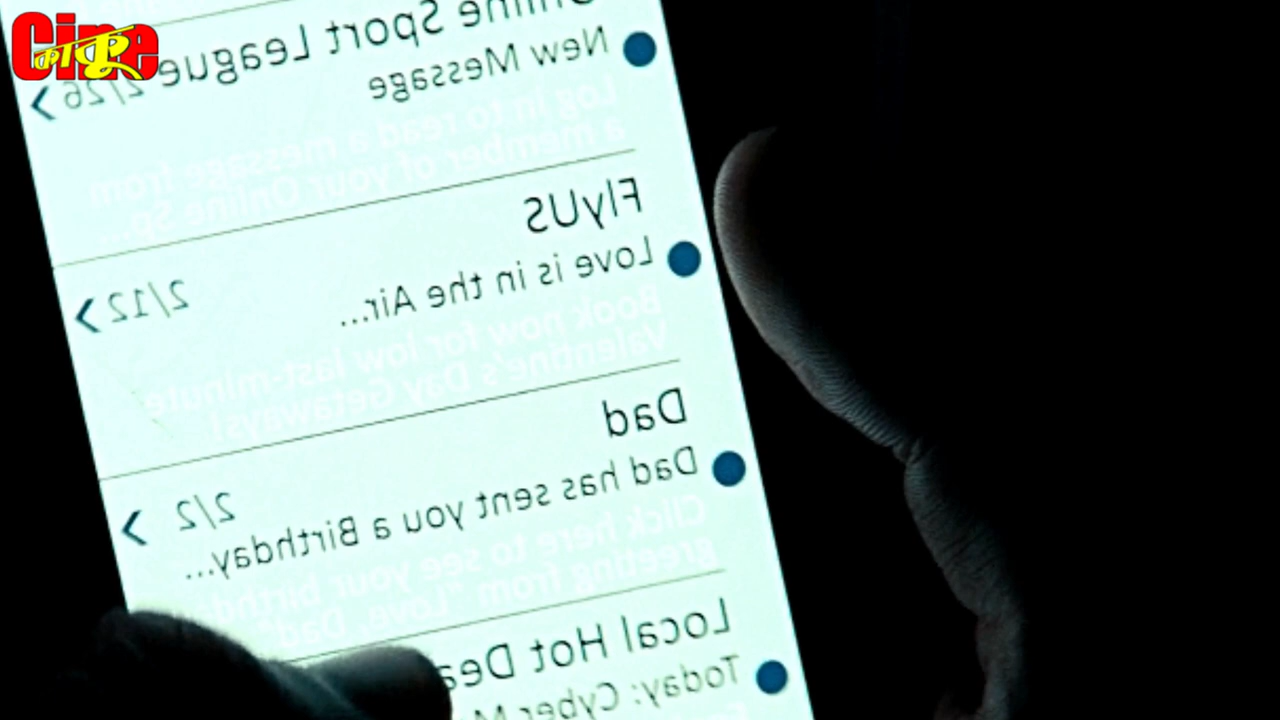 Cine
কাকু
Online Sport League
2/26
New Message
Log in to read a message from
a member of your Online Sp...
FlyUS
Love is in the Air...
2/12
Book now for low last-minute
Valentine's Day Getaways!
Dad
2/2
Dad has sent you a Birthday...
Click here to see your birthd
greeting from "Love, Dad"
Local Hot Dea
Today: Cyber M